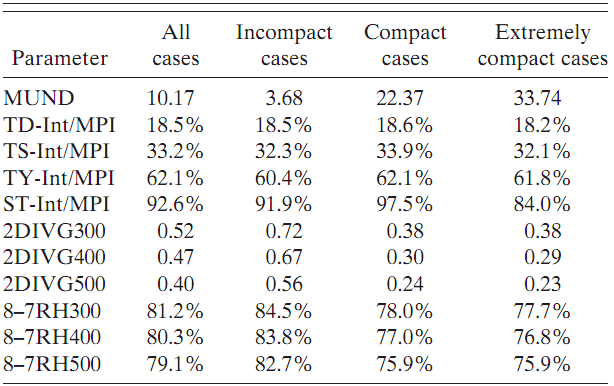 All Incompact Compact Extremely
Parameter cases cases cases compact cases
MUND 10.17 3.68 22.37 33.74
TD-Int/MPI 18.5% 18.5% 18.6% 18.2%
TS-Int/MPI 33.2% 32.3% 33.9% 32.1%
TY-Int/MPI 62.1% 60.4% 62.1% 61.8%
ST-Int/MPI 92.6% 91.9% 97.5% 84.0%
2DIVG300 0.52 0.72 0.38 0.38
2DIVG400 0.47 0.67 0.30 0.29
2DIVG500 0.40 0.56 0.24 0.23
8–7RH300 81.2% 84.5% 78.0% 77.7%
8–7RH400 80.3% 83.8% 77.0% 76.8%
8–7RH500 79.1% 82.7% 75.9% 75.9%